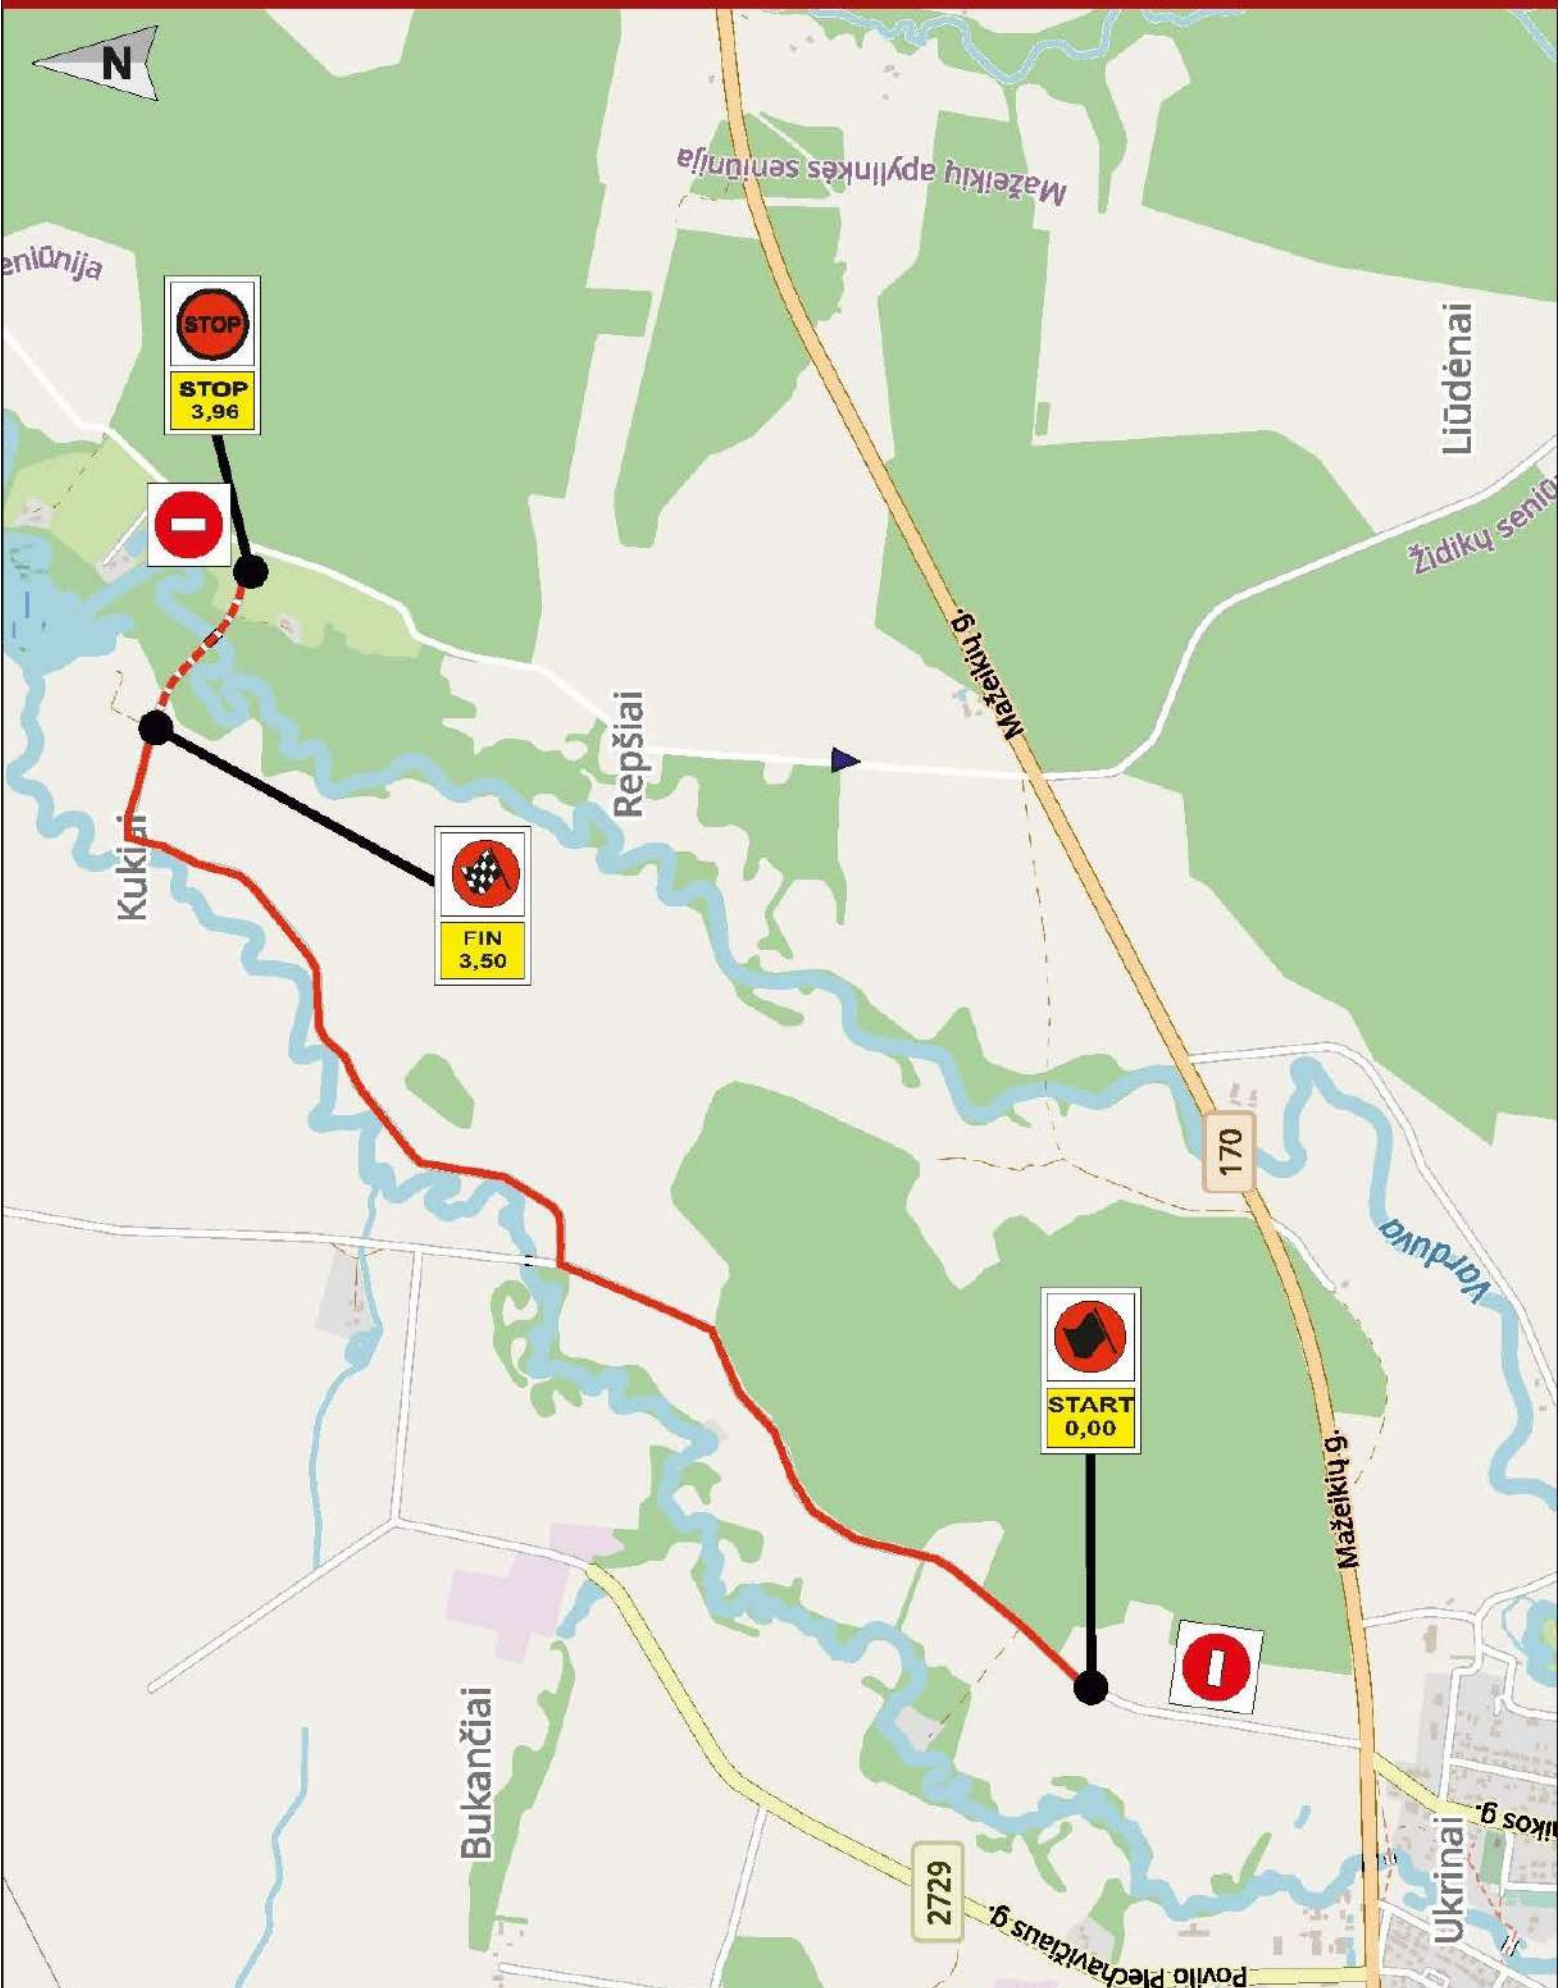 N
Mažeikių apylinkės seniūnija
eniūnija
STOP
STOP
3,96
Liūdėnai
Židikų seniū
Mažeikių g.
Repšiai
Kukiai
FIN
3,50
170
Varduva
START
0,00
Mažeikių g.
Bukančiai
2729
Povilo Plechavičiaus g.
Ukrinai
ikos g.